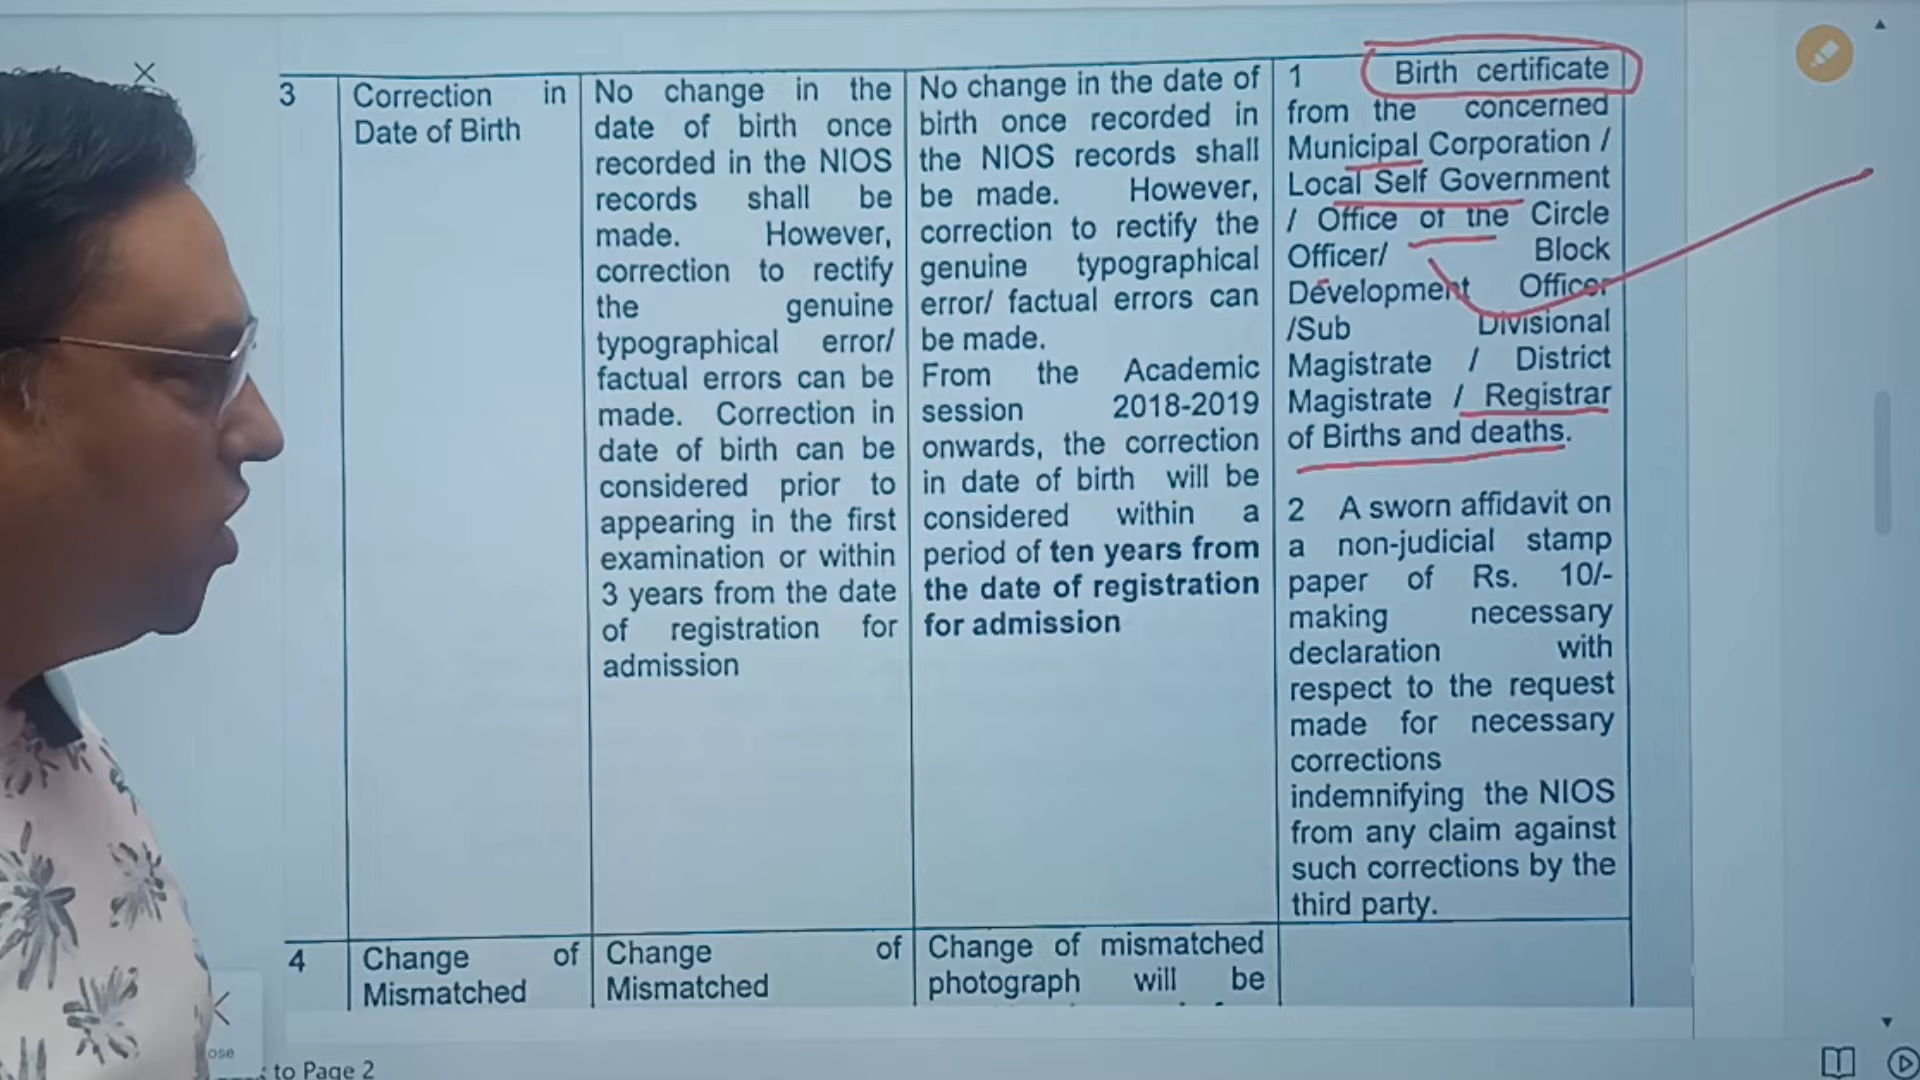 3
Correction in
Date of Birth
No change in the
date of birth once
recorded in the NIOS
records shall be
made. However,
correction to rectify
the genuine
typographical error/
factual errors can be
made. Correction in
date of birth can be
considered prior to
appearing in the first
examination or within
3 years from the date
of registration for
admission
No change in the date of
birth once recorded in
the NIOS records shall
be made. However,
correction to rectify the
genuine typographical
error/ factual errors can
be made.
From the Academic
session 2018-2019
onwards, the correction
in date of birth will be
considered within a
period of ten years from
the date of registration
for admission
1 Birth certificate
from the concerned
Municipal Corporation /
Local Self Government
/ Office of the Circle
Officer/ Block
Development Officer
/Sub Divisional
Magistrate / District
Magistrate / Registrar
of Births and deaths.
2 A sworn affidavit on
a non-judicial stamp
paper of Rs. 10/-
making necessary
declaration with
respect to the request
made for necessary
corrections
indemnifying the NIOS
from any claim against
such corrections by the
third party.
4
Change of
Mismatched
Change of
Mismatched
Change of mismatched
photograph will be
to Page 2